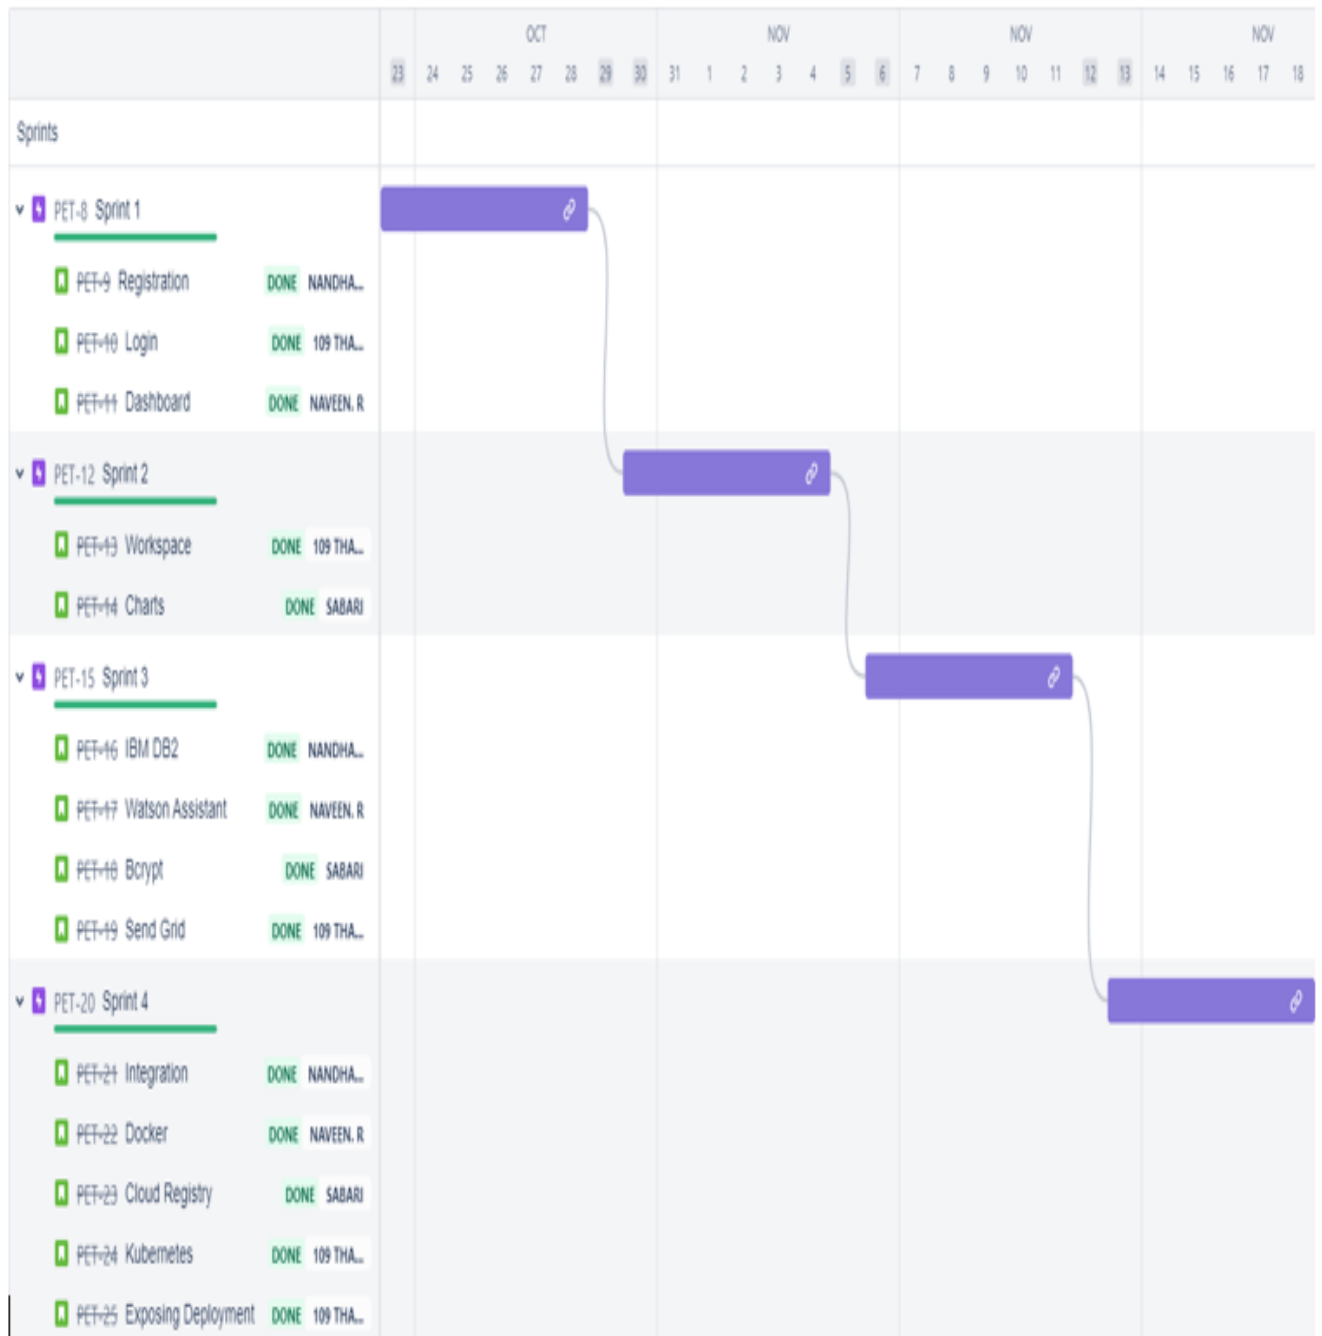 OCT NOV NOV NOV
23 24 25 26 27 28 29 30 31 1 2 3 4 5 6 7 8 9 10 11 12 13 14 15 16 17 18
Sprints
PET-8 Sprint 1
PET-9 Registration DONE NANDHA...
PET-10 Login DONE 109 THA...
PET-11 Dashboard DONE NAVEEN. R
PET-12 Sprint 2
PET-13 Workspace DONE 109 THA...
PET-14 Charts DONE SABARI
PET-15 Sprint 3
PET-16 IBM DB2 DONE NANDHA...
PET-17 Watson Assistant DONE NAVEEN. R
PET-18 Bcrypt DONE SABARI
PET-19 Send Grid DONE 109 THA...
PET-20 Sprint 4
PET-21 Integration DONE NANDHA...
PET-22 Docker DONE NAVEEN. R
PET-23 Cloud Registry DONE SABARI
PET-24 Kubernetes DONE 109 THA...
PET-25 Exposing Deployment DONE 109 THA...